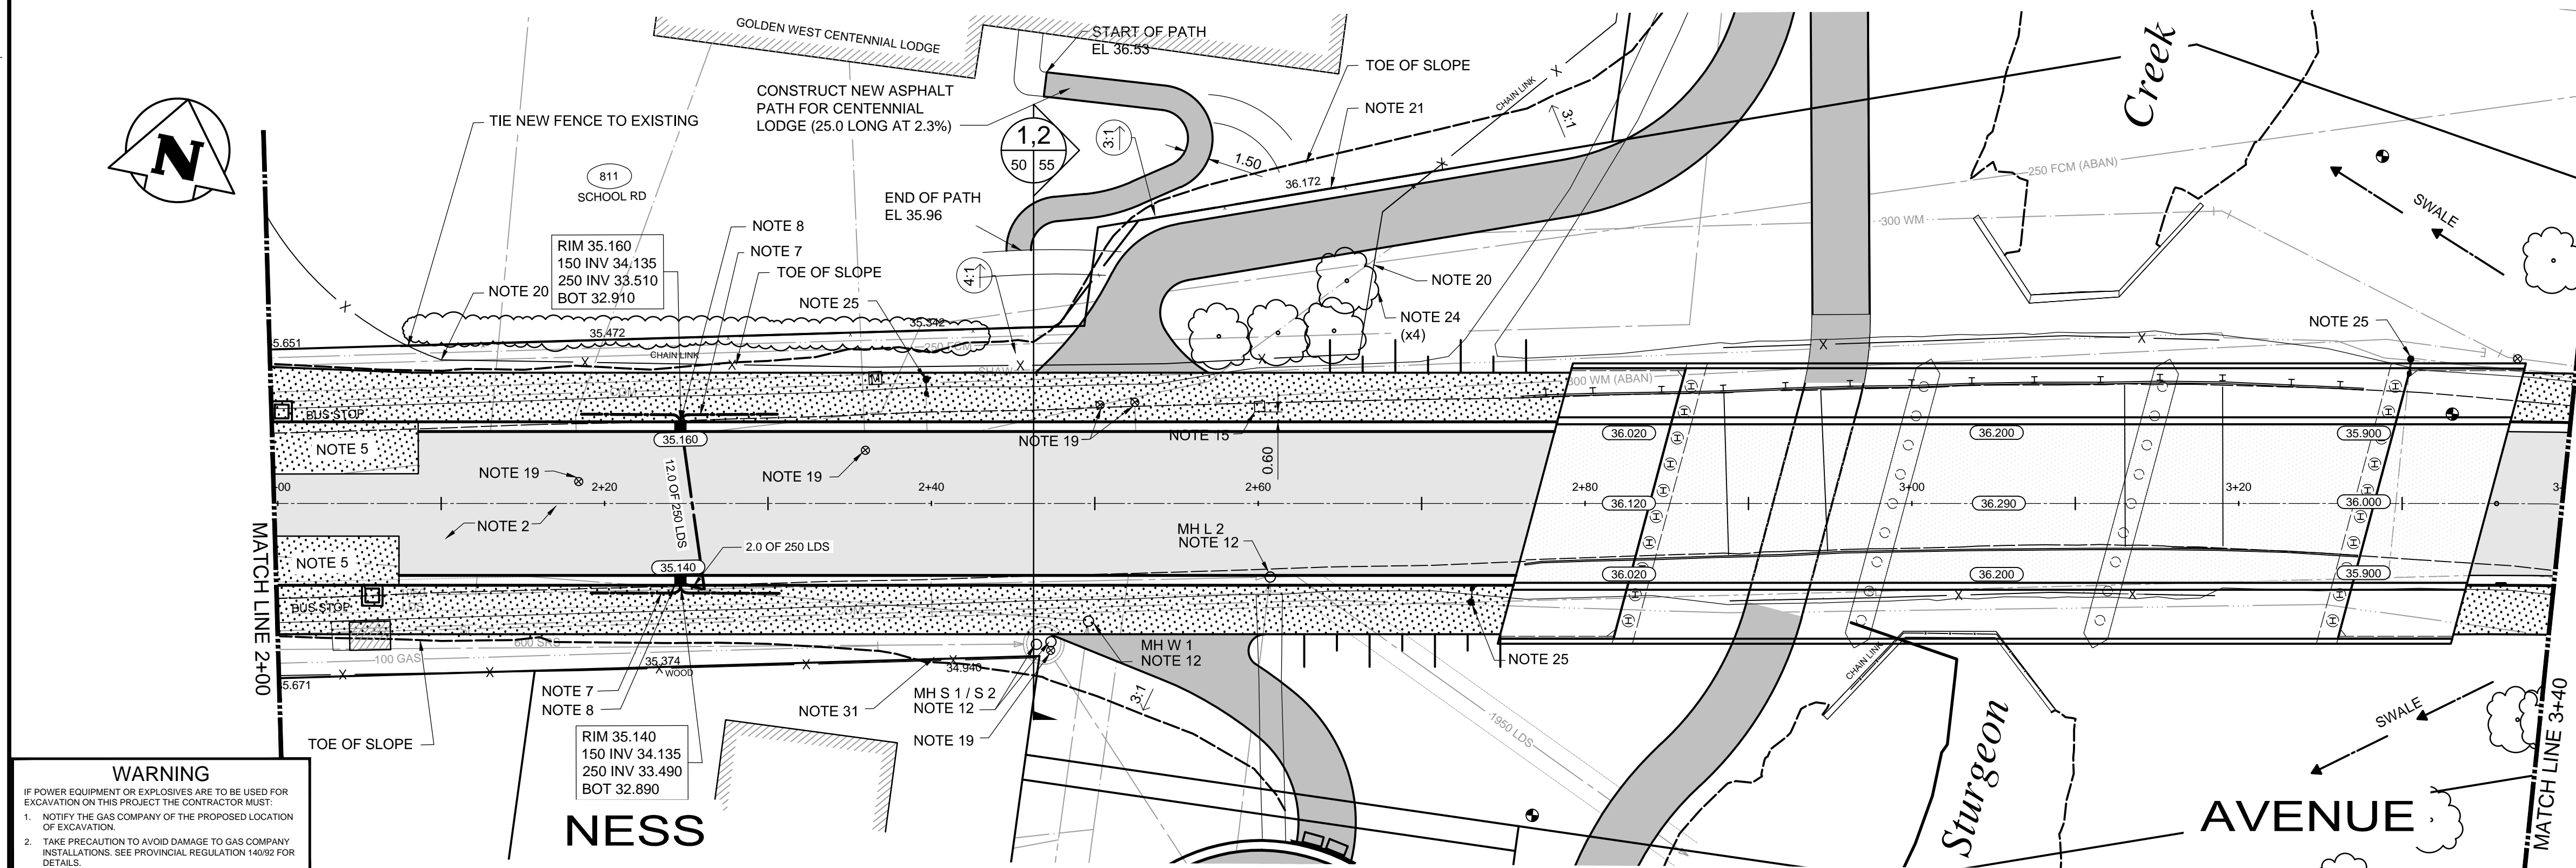 GOLDEN WEST CENTENNIAL LODGE
START OF PATH
EL 36.53
TOE OF SLOPE
NOTE 21
CONSTRUCT NEW ASPHALT
PATH FOR CENTENNIAL
LODGE (25.0 LONG AT 2.3%)
TIE NEW FENCE TO EXISTING
N
811
SCHOOL RD
1,2
50 55
3:1
1.50
CHAIN LINK
X
3:1
36.172
END OF PATH
EL 35.96
Creek
250 FCM (ABAN)
300 WM
SWALE
NOTE 8
NOTE 7
TOE OF SLOPE
NOTE 25
RIM 35.160
150 INV 34.135
250 INV 33.510
BOT 32.910
NOTE 20
4:1
NOTE 20
NOTE 24
(x4)
NOTE 25
35.472
35.342
5.651
CHAIN LINK
250 FCM
SHAW
300 WM (ABAN)
M
BUS STOP
NOTE 5
35.160
NOTE 19
NOTE 15
0.60
NOTE 19
NOTE 19
12.0 OF 250 LDS
36.020
36.200
35.900
+00
2+20
2+40
2+60
2+80
3+00
3+20
3-
36.120
36.290
36.000
NOTE 2
NOTE 5
2.0 OF 250 LDS
35.140
MH L 2
NOTE 12
36.020
36.200
35.900
BUS STOP
COM
600 SRS
100 GAS
35.374
WOOD
34.940
5.671
MH W 1
NOTE 12
NOTE 25
NOTE 7
NOTE 8
NOTE 31
MH S 1 / S 2
NOTE 12
NOTE 19
3:1
1950 LDS
CHAIN LINK
SWALE
TOE OF SLOPE
RIM 35.140
150 INV 34.135
250 INV 33.490
BOT 32.890
MATCH LINE 2+00
MATCH LINE 3+40
Sturgeon
NESS
AVENUE
WARNING
IF POWER EQUIPMENT OR EXPLOSIVES ARE TO BE USED FOR
EXCAVATION ON THIS PROJECT THE CONTRACTOR MUST:
1. NOTIFY THE GAS COMPANY OF THE PROPOSED LOCATION
OF EXCAVATION.
2. TAKE PRECAUTION TO AVOID DAMAGE TO GAS COMPANY
INSTALLATIONS. SEE PROVINCIAL REGULATION 140/92 FOR
DETAILS.